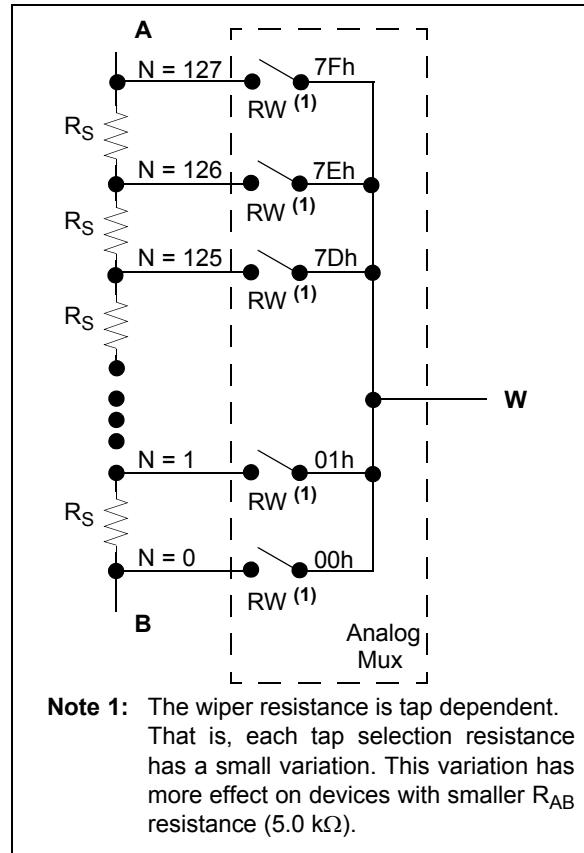 A
N = 127 7Fh
RW (1)
RS
N = 126 7Eh
RW (1)
RS
N = 125 7Dh
RW (1)
RS
W
N = 1 01h
RW (1)
RS
N = 0 00h
RW (1)
B
Analog
Mux
Note 1: The wiper resistance is tap dependent.
That is, each tap selection resistance
has a small variation. This variation has
more effect on devices with smaller RAB
resistance (5.0 kΩ).